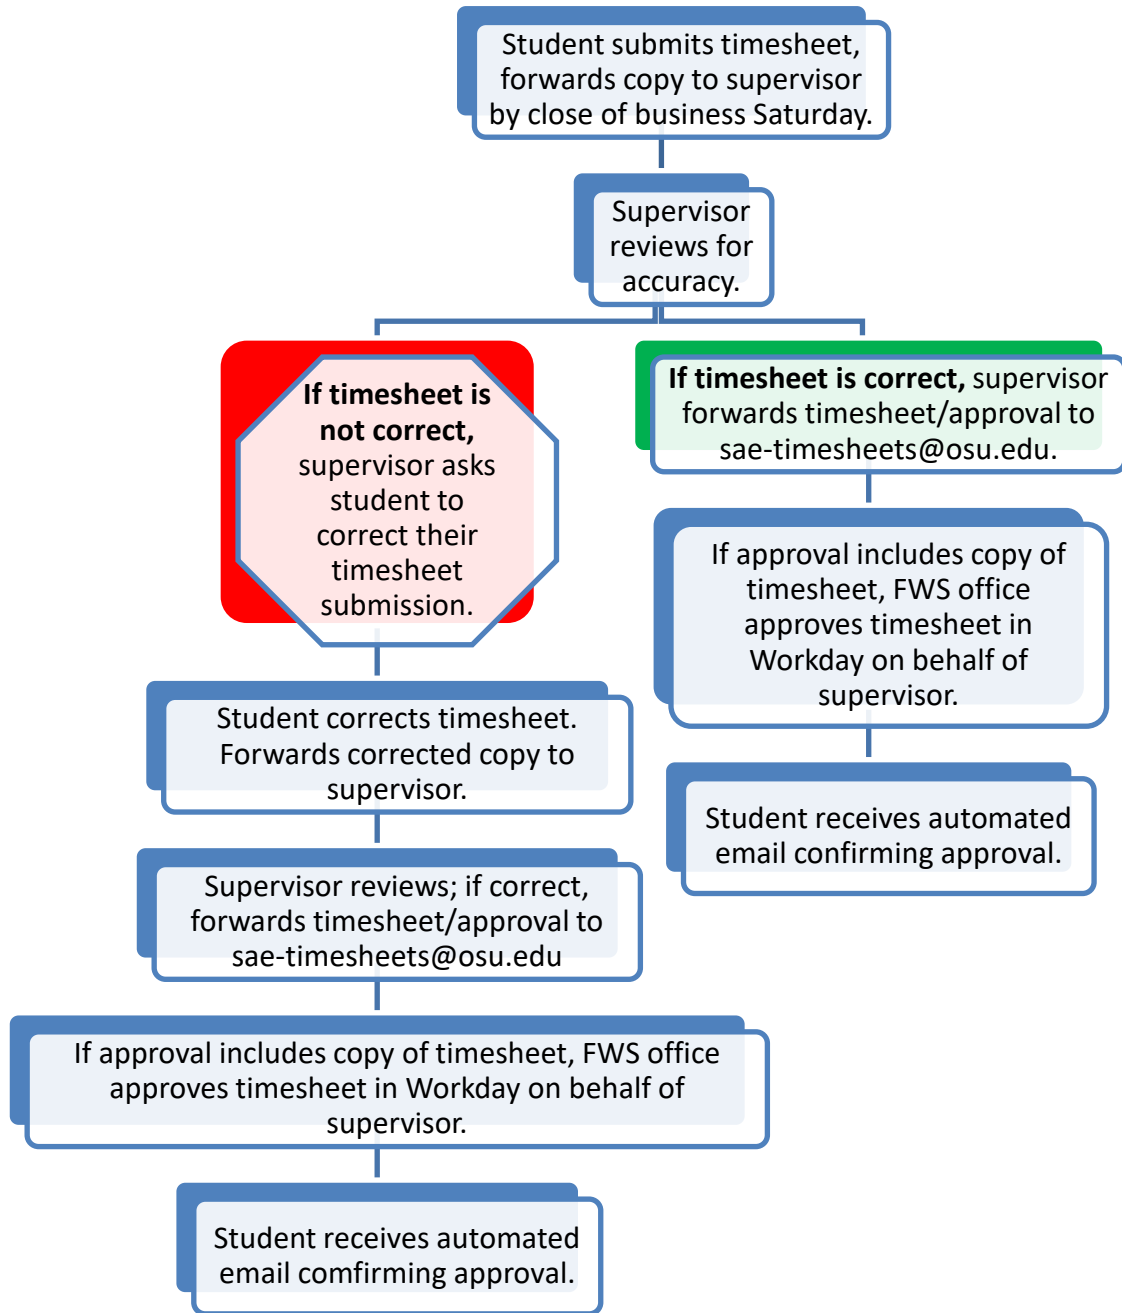 Student submits timesheet,
forwards copy to supervisor
by close of business Saturday.
Supervisor
reviews for
accuracy.
If timesheet is
not correct,
supervisor asks
student to
correct their
timesheet
submission.
Student corrects timesheet.
Forwards corrected copy to
supervisor.
Supervisor reviews; if correct,
forwards timesheet/approval to
sae-timesheets@osu.edu
If approval includes copy of timesheet, FWS office
approves timesheet in Workday on behalf of
supervisor.
Student receives automated
email comfirming approval.
If timesheet is correct, supervisor
forwards timesheet/approval to
sae-timesheets@osu.edu.
If approval includes copy of
timesheet, FWS office
approves timesheet in
Workday on behalf of
supervisor.
Student receives automated
email confirming approval.